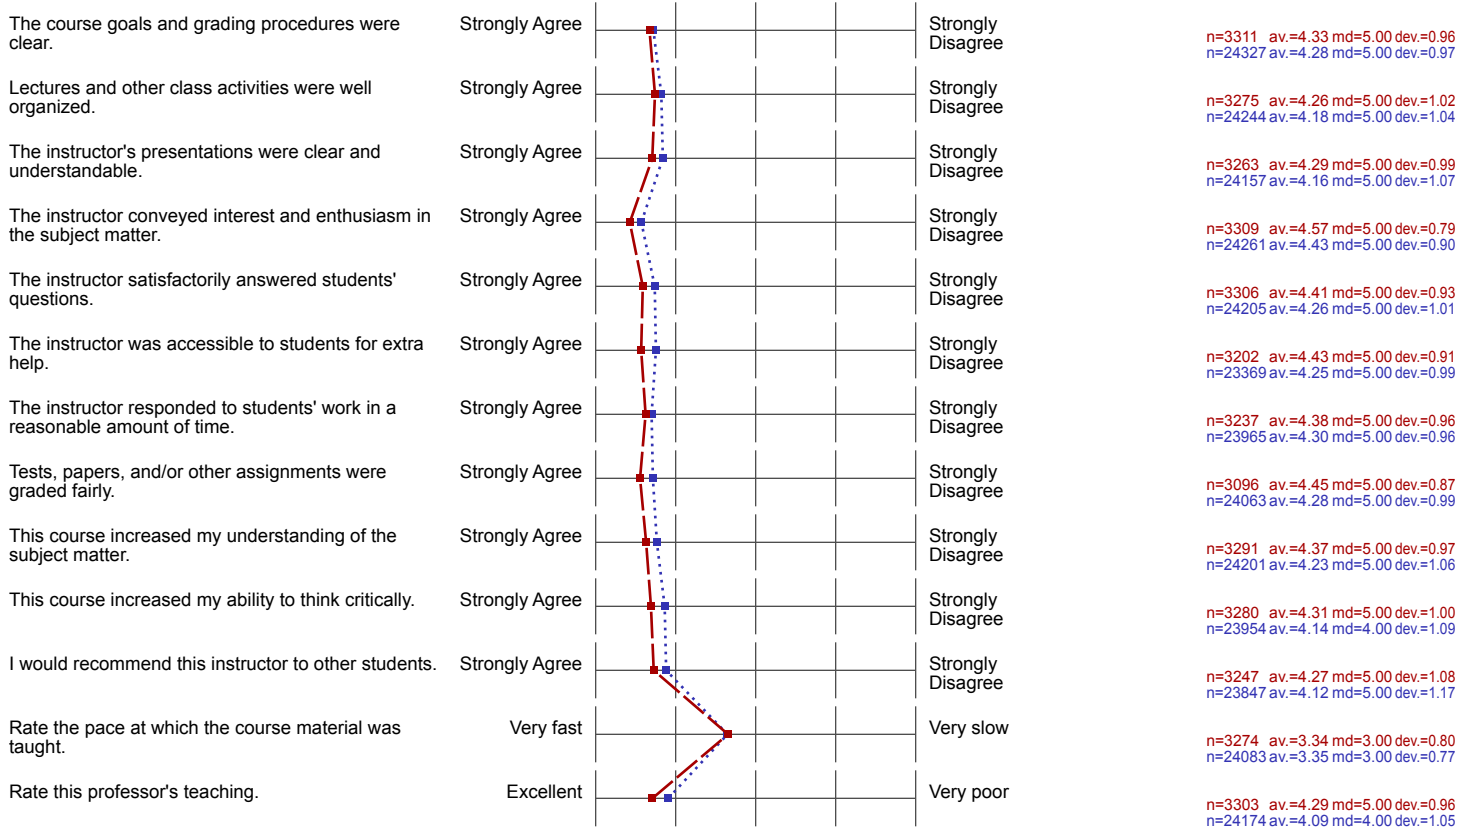 The course goals and grading procedures were
clear.
Strongly Agree
Strongly
Disagree
n=3311 av.=4.33 md=5.00 dev.=0.96
n=24327 av.=4.28 md=5.00 dev.=0.97
Lectures and other class activities were well
organized.
Strongly Agree
Strongly
Disagree
n=3275 av.=4.26 md=5.00 dev.=1.02
n=24244 av.=4.18 md=5.00 dev.=1.04
The instructor's presentations were clear and
understandable.
Strongly Agree
Strongly
Disagree
n=3263 av.=4.29 md=5.00 dev.=0.99
n=24157 av.=4.16 md=5.00 dev.=1.07
The instructor conveyed interest and enthusiasm in
the subject matter.
Strongly Agree
Strongly
Disagree
n=3309 av.=4.57 md=5.00 dev.=0.79
n=24261 av.=4.43 md=5.00 dev.=0.90
The instructor satisfactorily answered students'
questions.
Strongly Agree
Strongly
Disagree
n=3306 av.=4.41 md=5.00 dev.=0.93
n=24205 av.=4.26 md=5.00 dev.=1.01
The instructor was accessible to students for extra
help.
Strongly Agree
Strongly
Disagree
n=3202 av.=4.43 md=5.00 dev.=0.91
n=23369 av.=4.25 md=5.00 dev.=0.99
The instructor responded to students' work in a
reasonable amount of time.
Strongly Agree
Strongly
Disagree
n=3237 av.=4.38 md=5.00 dev.=0.96
n=23965 av.=4.30 md=5.00 dev.=0.96
Tests, papers, and/or other assignments were
graded fairly.
Strongly Agree
Strongly
Disagree
n=3096 av.=4.45 md=5.00 dev.=0.87
n=24063 av.=4.28 md=5.00 dev.=0.99
This course increased my understanding of the
subject matter.
Strongly Agree
Strongly
Disagree
n=3291 av.=4.37 md=5.00 dev.=0.97
n=24201 av.=4.23 md=5.00 dev.=1.06
This course increased my ability to think critically.
Strongly Agree
Strongly
Disagree
n=3280 av.=4.31 md=5.00 dev.=1.00
n=23954 av.=4.14 md=4.00 dev.=1.09
I would recommend this instructor to other students.
Strongly Agree
Strongly
Disagree
n=3247 av.=4.27 md=5.00 dev.=1.08
n=23847 av.=4.12 md=5.00 dev.=1.17
Rate the pace at which the course material was
taught.
Very fast
Very slow
n=3274 av.=3.34 md=3.00 dev.=0.80
n=24083 av.=3.35 md=3.00 dev.=0.77
Rate this professor's teaching.
Excellent
Very poor
n=3303 av.=4.29 md=5.00 dev.=0.96
n=24174 av.=4.09 md=4.00 dev.=1.05